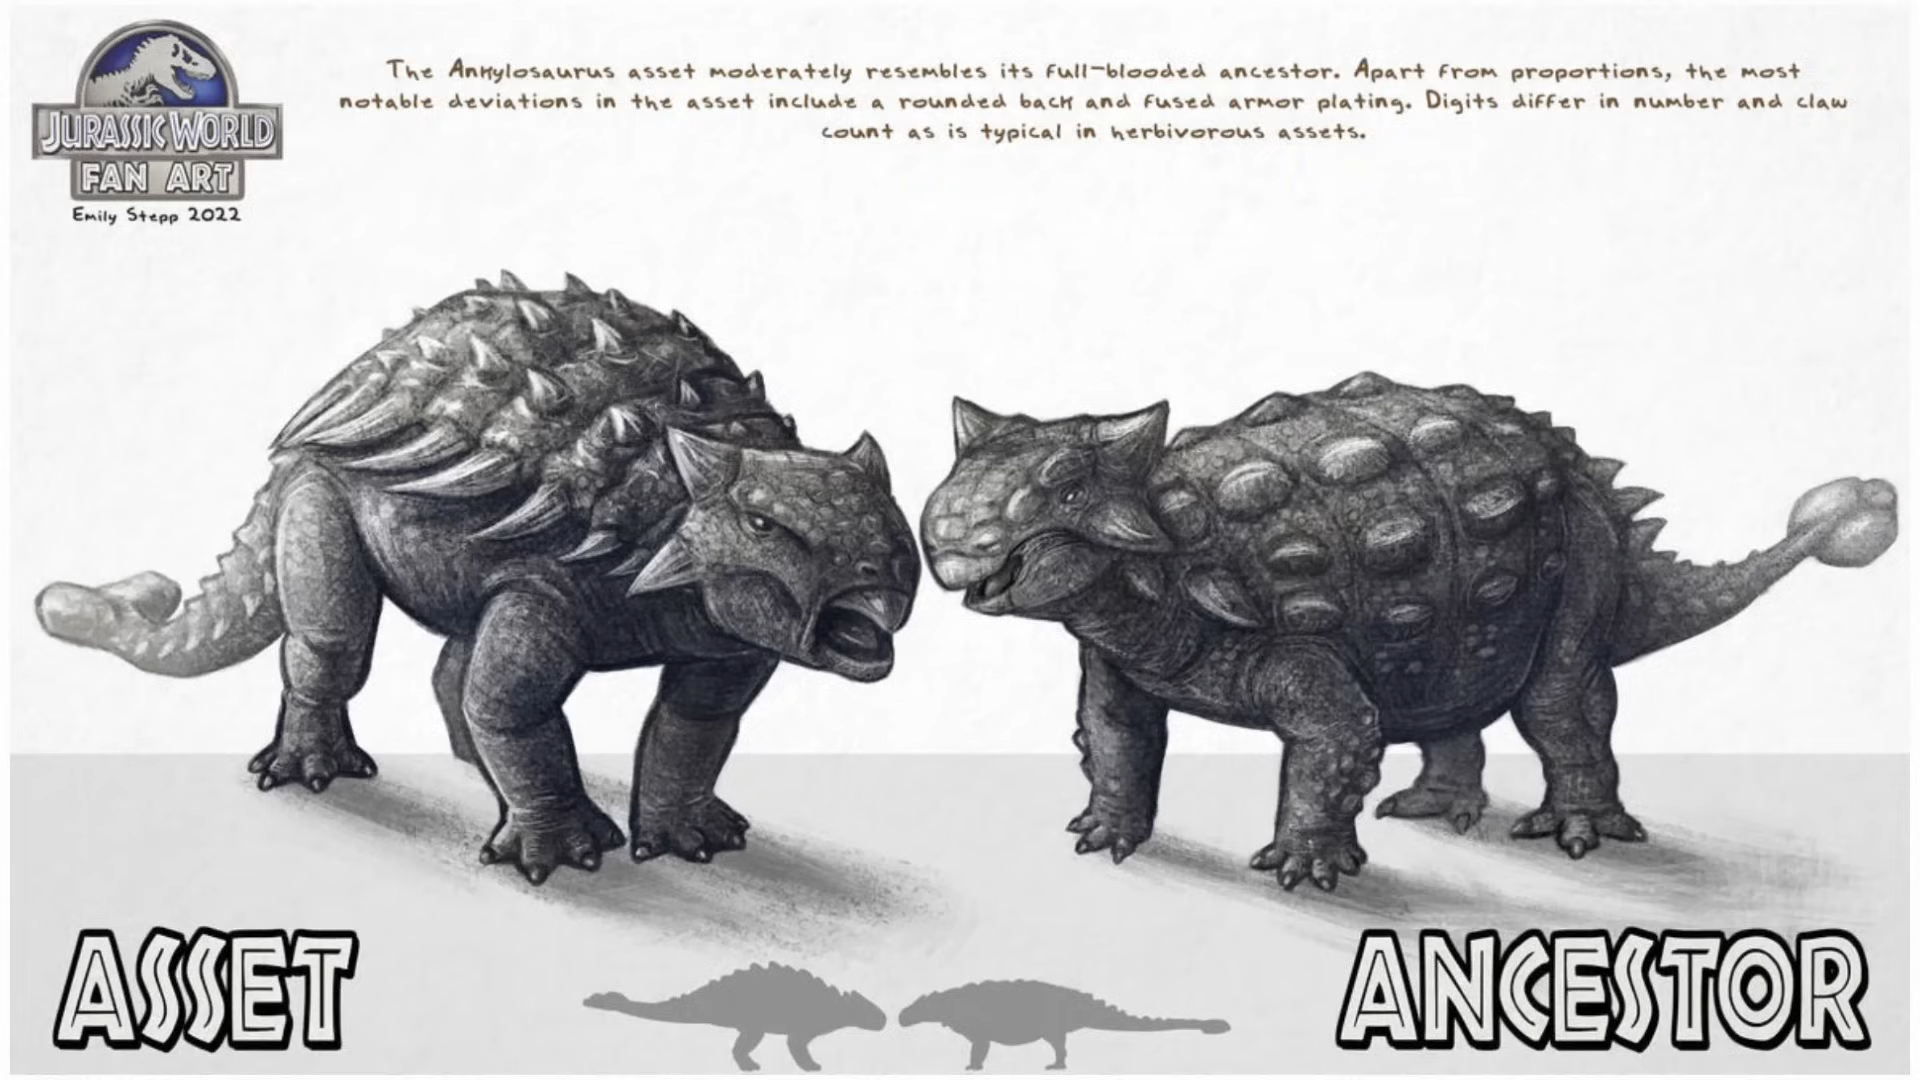 JURASSIC WORLD
FAN ART
Emily Stepp 2022
The Ankylosaurus asset moderately resembles its full-blooded ancestor. Apart from proportions, the most
notable deviations in the asset include a rounded back and fused armor plating. Digits differ in number and claw
count as is typical in herbivorous assets.
ASSET
ANCESTOR